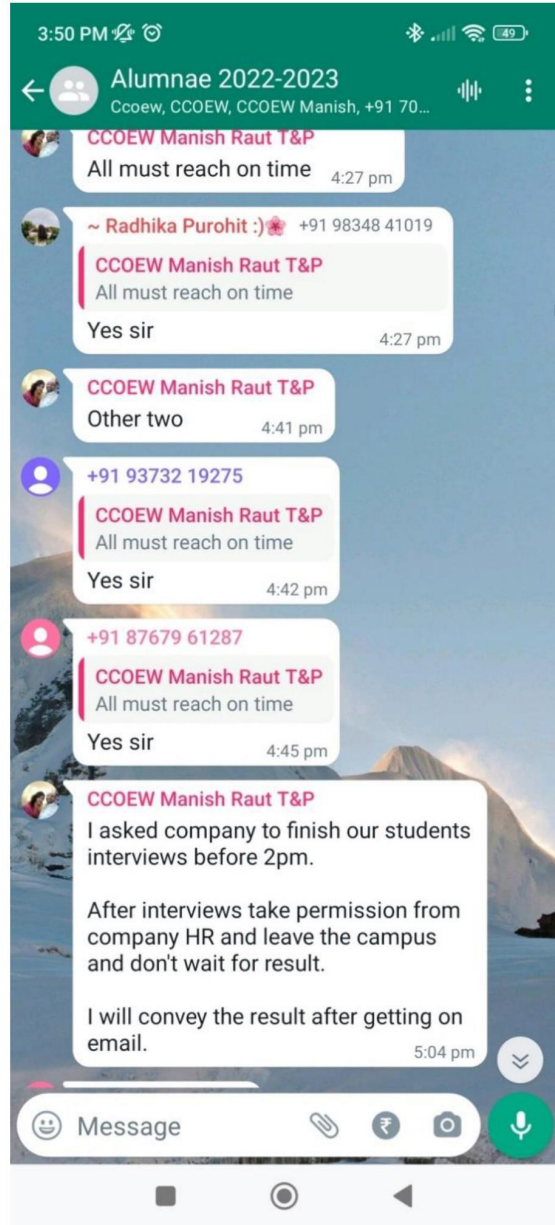 3:50 PM
49
Alumnae 2022-2023
Ccoew, CCOEW, CCOEW Manish, +91 70...
CCOEW Manish Raut T&P
All must reach on time
4:27 pm
~ Radhika Purohit :)🌸 +91 98348 41019
CCOEW Manish Raut T&P
All must reach on time
Yes sir
4:27 pm
CCOEW Manish Raut T&P
Other two
4:41 pm
+91 93732 19275
CCOEW Manish Raut T&P
All must reach on time
Yes sir
4:42 pm
+91 87679 61287
CCOEW Manish Raut T&P
All must reach on time
Yes sir
4:45 pm
CCOEW Manish Raut T&P
I asked company to finish our students
interviews before 2pm.
After interviews take permission from
company HR and leave the campus
and don't wait for result.
I will convey the result after getting on
email.
5:04 pm
Message
₹